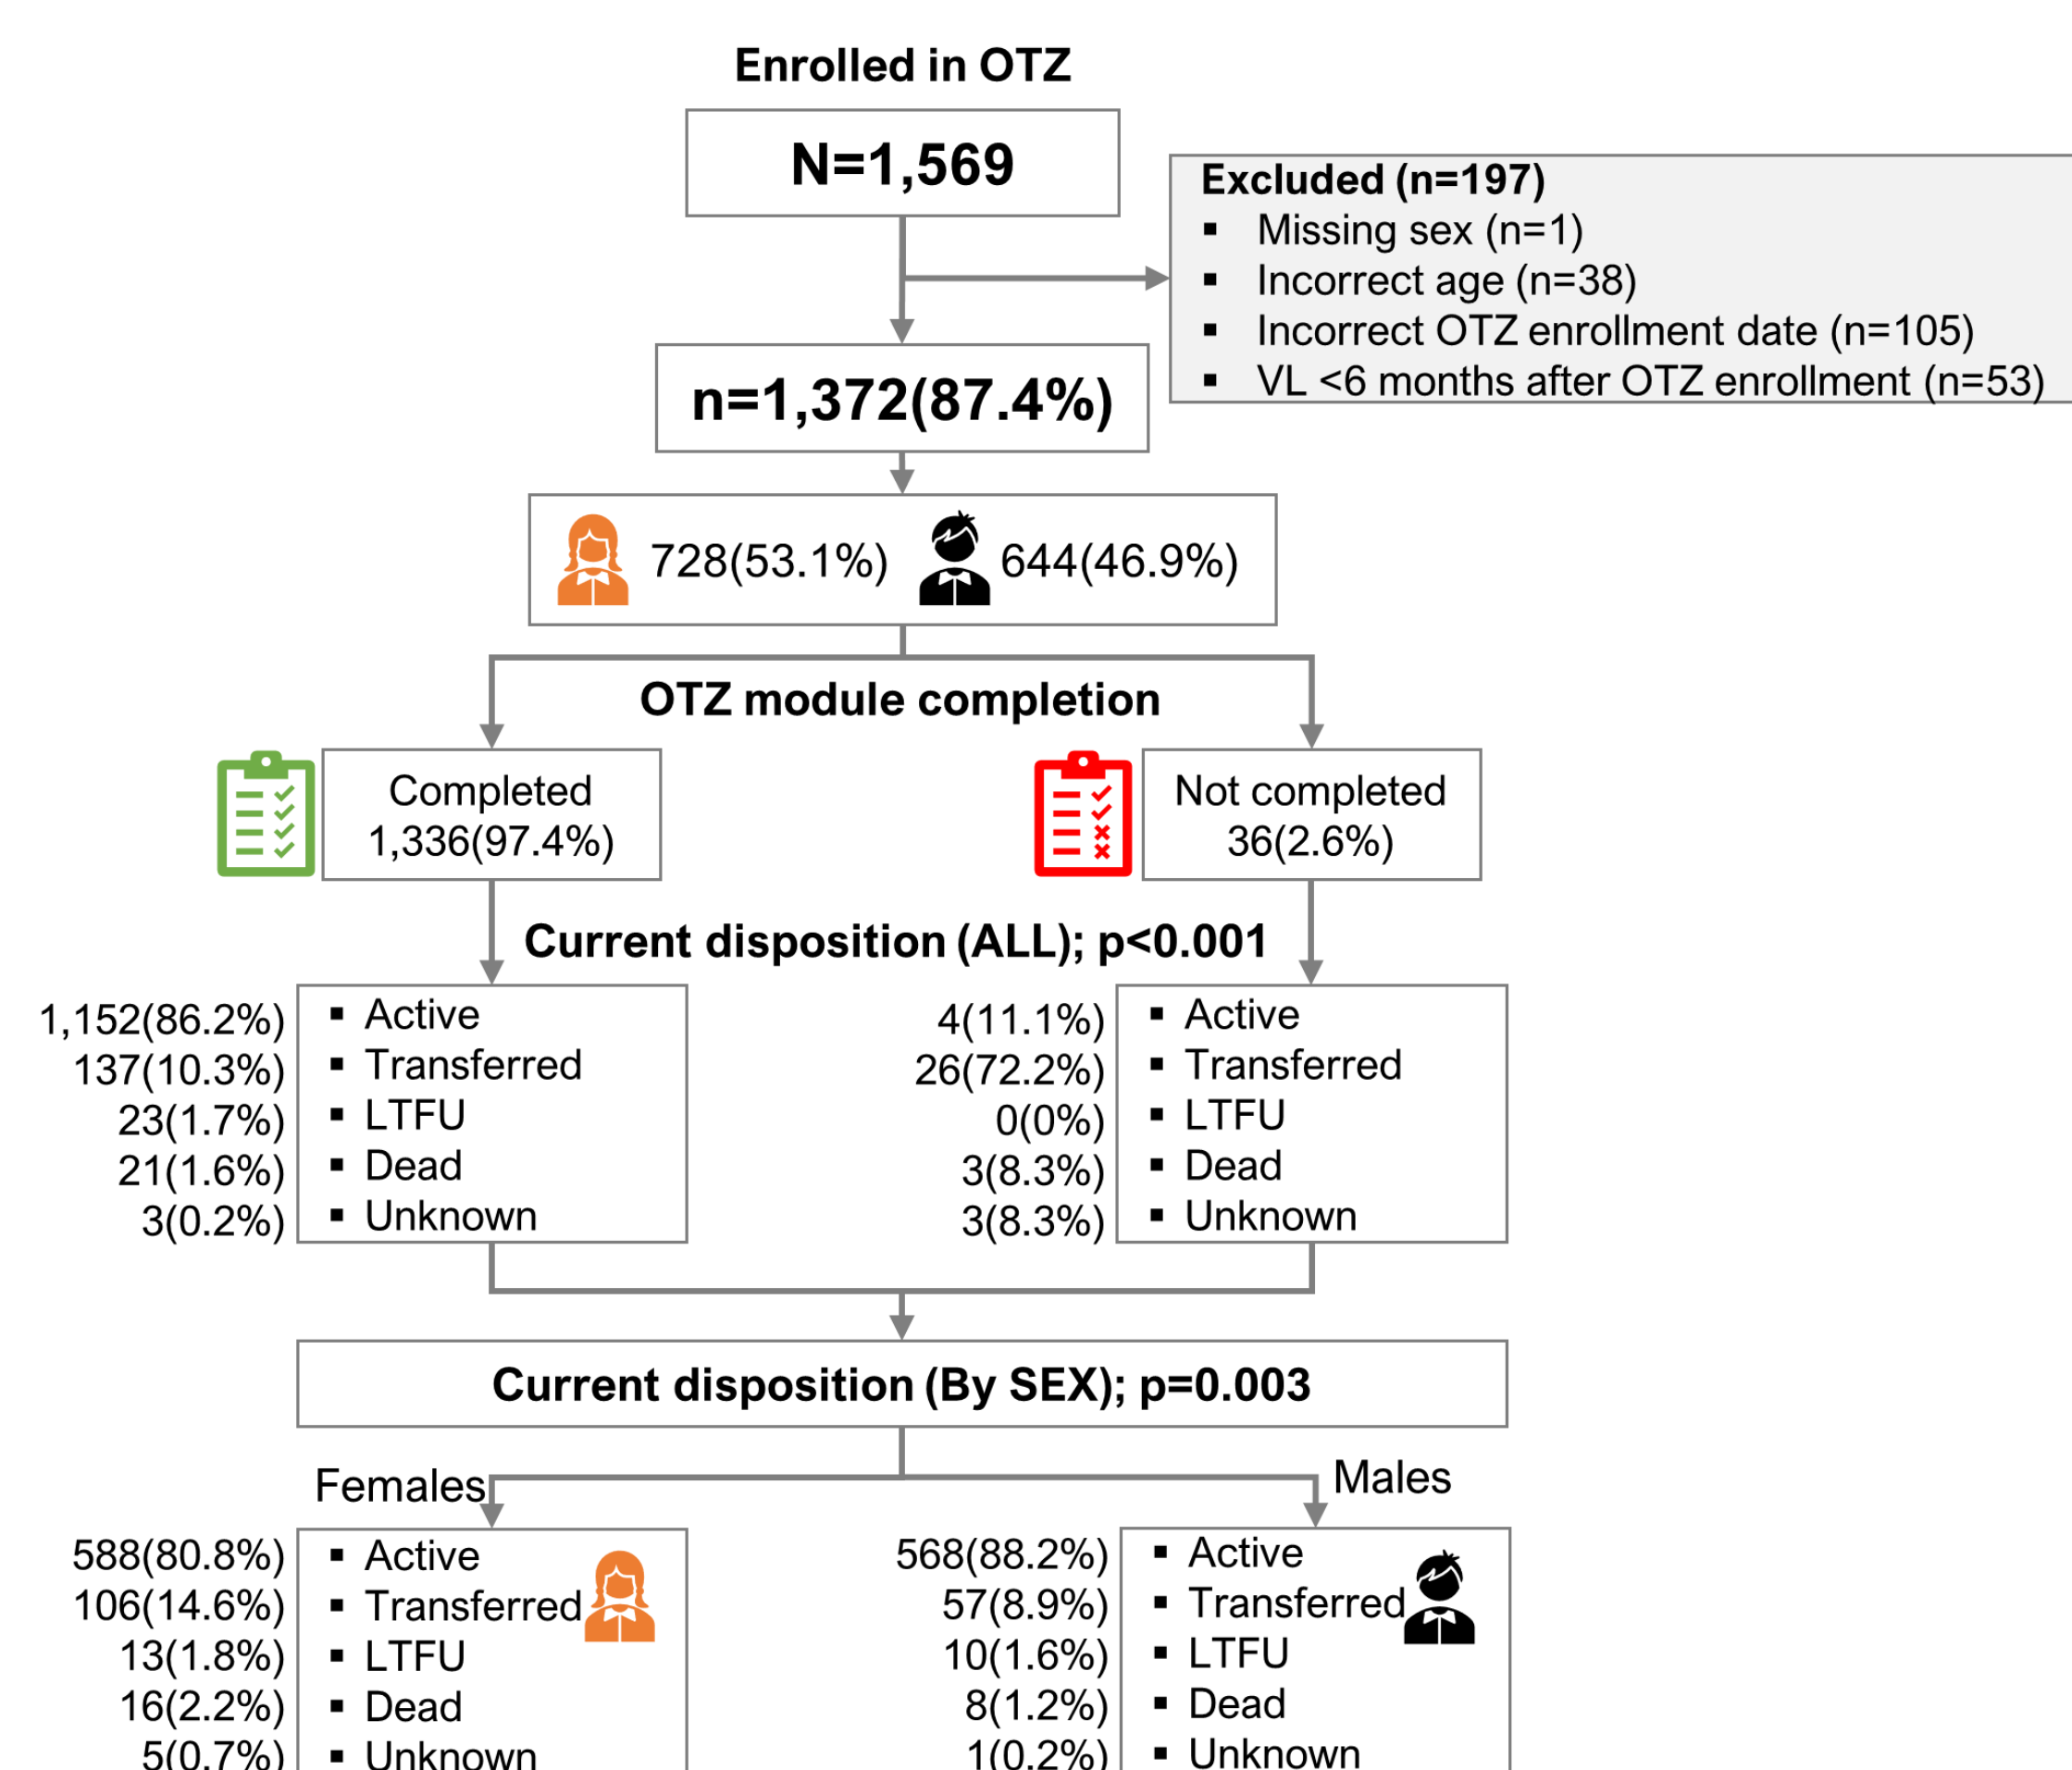 Enrolled in OTZ
N=1,569
Excluded (n=197)
▪ Missing sex (n=1)
▪ Incorrect age (n=38)
▪ Incorrect OTZ enrollment date (n=105)
▪ VL <6 months after OTZ enrollment (n=53)
n=1,372(87.4%)
728(53.1%) 644(46.9%)
OTZ module completion
Completed
1,336(97.4%)
Not completed
36(2.6%)
Current disposition (ALL); p<0.001
1,152(86.2%) ▪ Active
137(10.3%) ▪ Transferred
23(1.7%) ▪ LTFU
21(1.6%) ▪ Dead
3(0.2%) ▪ Unknown
4(11.1%) ▪ Active
26(72.2%) ▪ Transferred
0(0%) ▪ LTFU
3(8.3%) ▪ Dead
3(8.3%) ▪ Unknown
Current disposition (By SEX); p=0.003
Females
588(80.8%) ▪ Active
106(14.6%) ▪ Transferred
13(1.8%) ▪ LTFU
16(2.2%) ▪ Dead
5(0.7%) ▪ Unknown
Males
568(88.2%) ▪ Active
57(8.9%) ▪ Transferred
10(1.6%) ▪ LTFU
8(1.2%) ▪ Dead
1(0.2%) ▪ Unknown